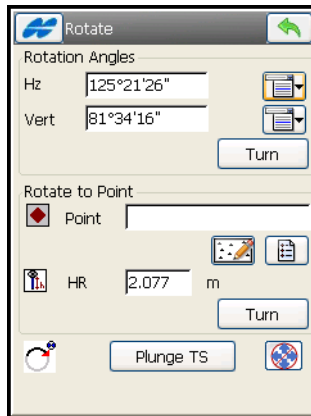 Rotate
Rotation Angles
Hz 125°21'26"
Vert 81°34'16"
Turn
Rotate to Point
Point
HR 2.077 m
Turn
Plunge TS